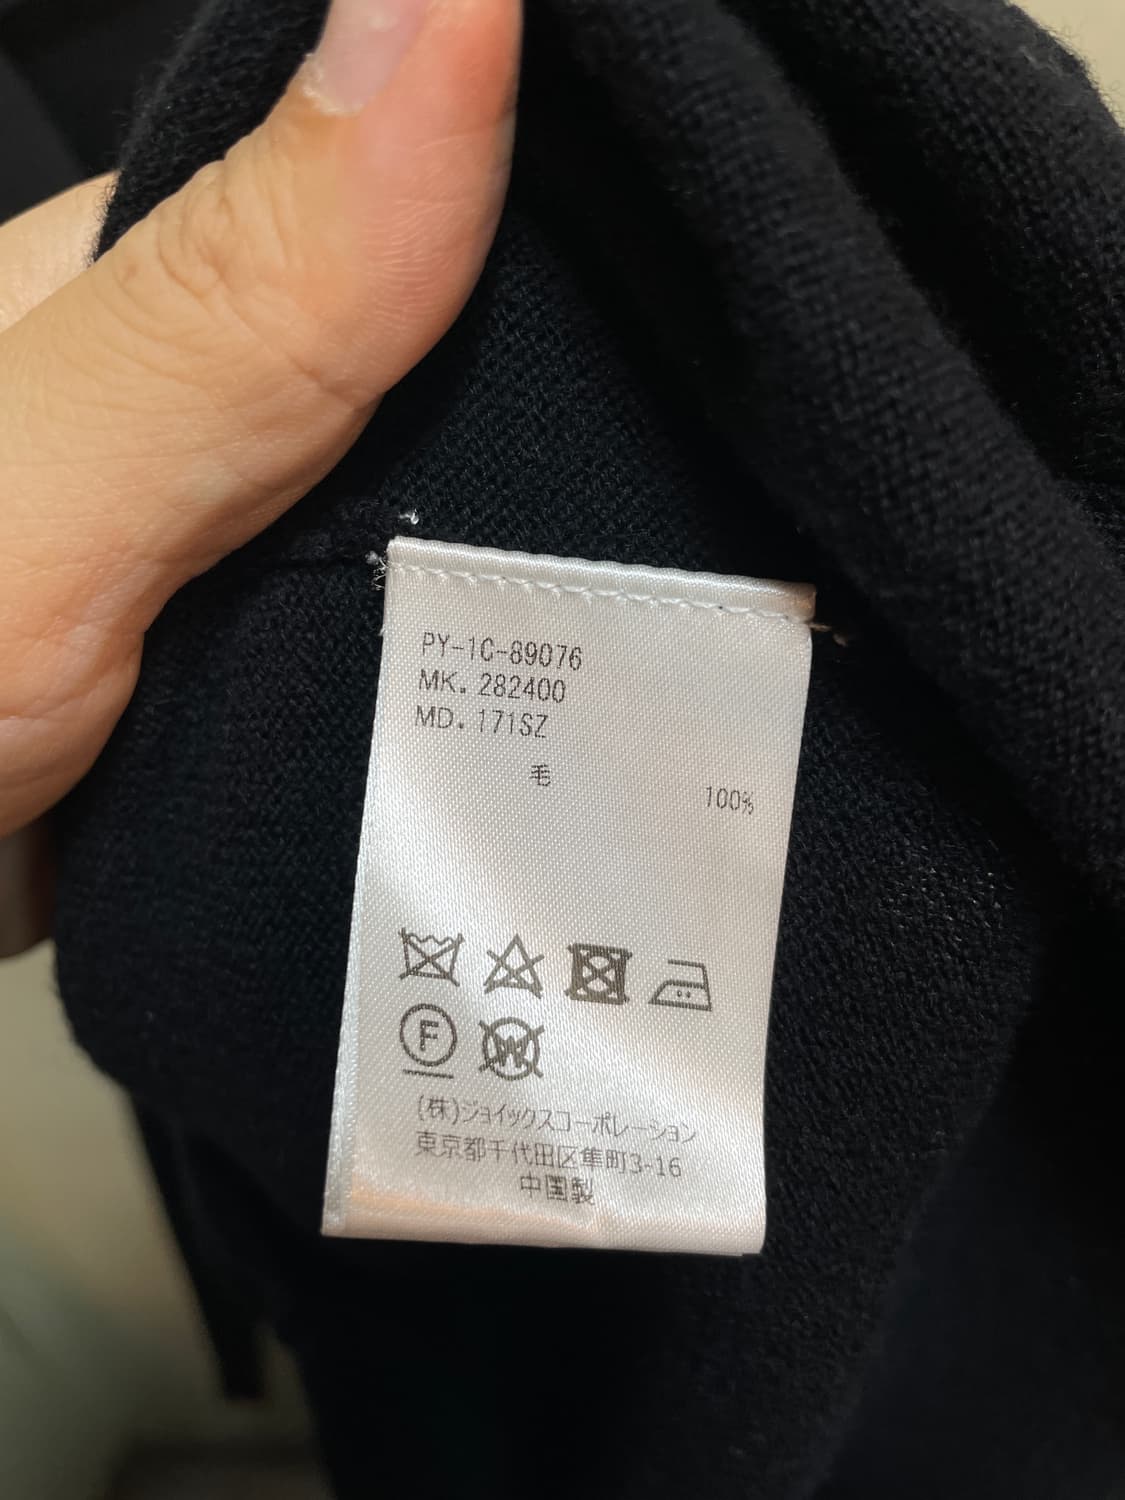 PY-1C-89076
MK. 282400
MD. 171SZ
毛 100%
F W
(株)ジョイックスコーポレーション
東京都千代田区隼町3-16
中国製